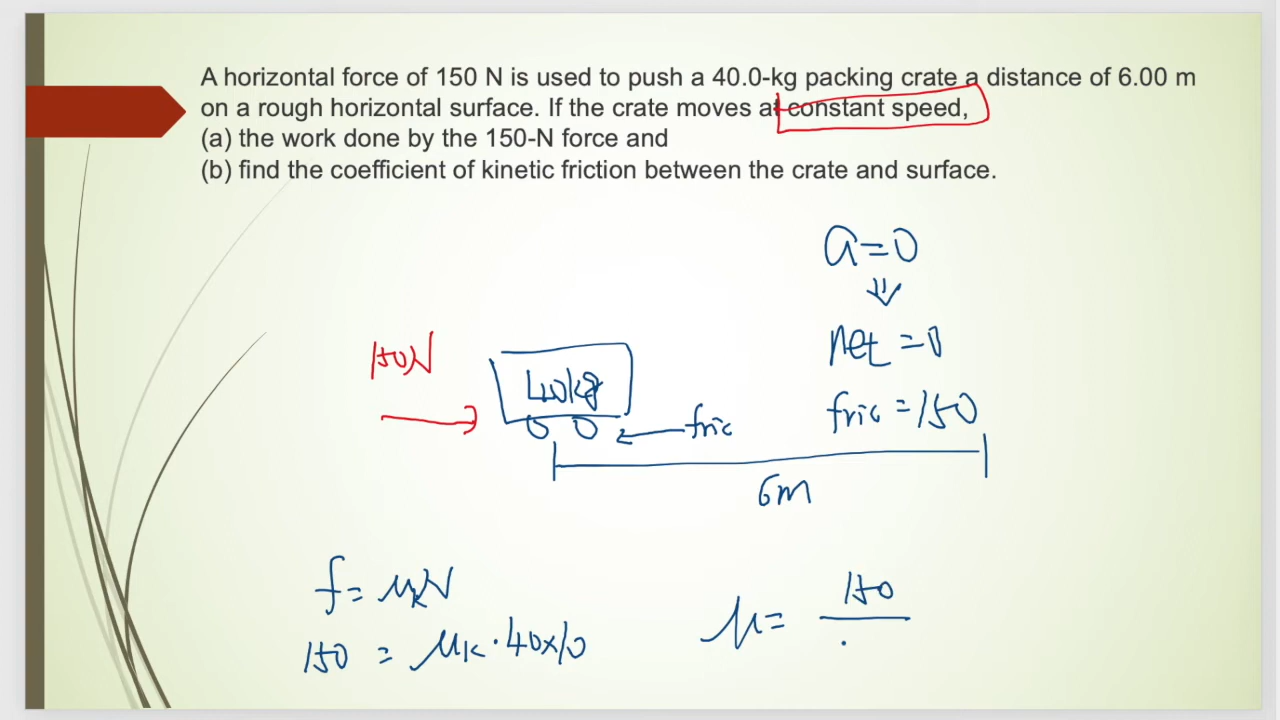 A horizontal force of 150 N is used to push a 40.0-kg packing crate a distance of 6.00 m
on a rough horizontal surface. If the crate moves at constant speed,
(a) the work done by the 150-N force and
(b) find the coefficient of kinetic friction between the crate and surface.
a=0
⇓
net =0
150N
40kg
fric
fric =150
6m
f= μkN
150 = μk·40x10
μ= 150